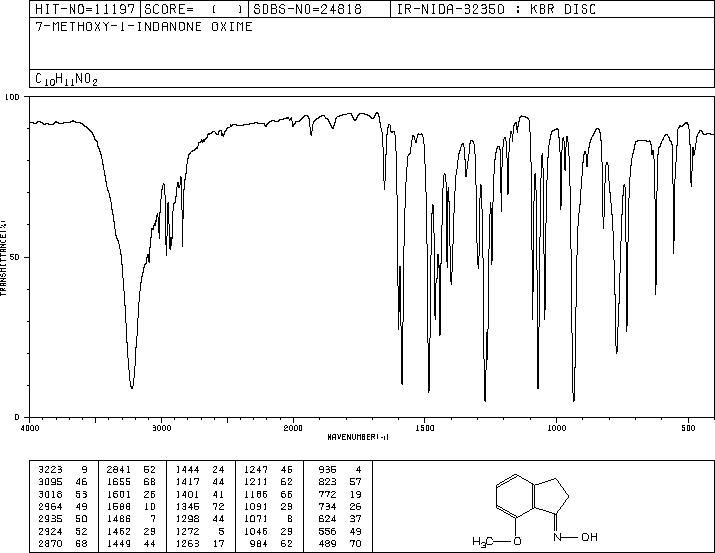 HIT-NO=11197 SCORE= ( ) SDBS-NO=24818 IR-NIDA-32350 : KBR DISC
7-METHOXY-1-INDANONE OXIME
C10H11NO2
100
50
0
TRANSMITTANCE(%)
4000 3000 2000 1500 1000 500
WAVENUMBER(-1)
3223 9 2841 52 1444 24 1247 46 935 4
3095 46 1655 68 1417 44 1211 62 823 57
3018 53 1601 26 1401 41 1186 66 772 19
2964 49 1588 10 1345 72 1091 29 734 26
2935 50 1486 7 1298 44 1071 8 624 37
2924 52 1462 29 1272 5 1046 29 556 49
2870 68 1449 44 1263 17 984 62 489 70
H3C O N OH